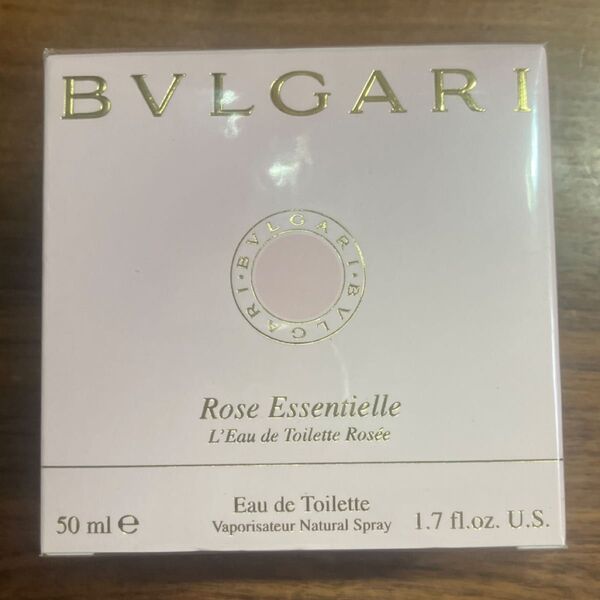 BVLGARI
BVLGARI · BVLGARI ·
Rose Essentielle
L'Eau de Toilette Rosée
Eau de Toilette
50 ml ℮ Vaporisateur Natural Spray 1.7 fl.oz. U.S.